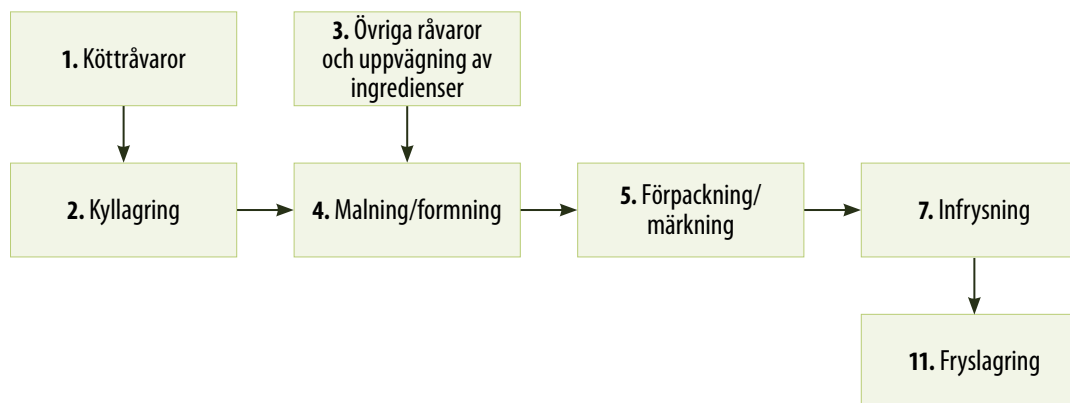 1. Köttråvaror
3. Övriga råvaror
och uppvägning av
ingredienser
2. Kyllagring
4. Malning/formning
5. Förpackning/
märkning
7. Infrysning
11. Fryslagring